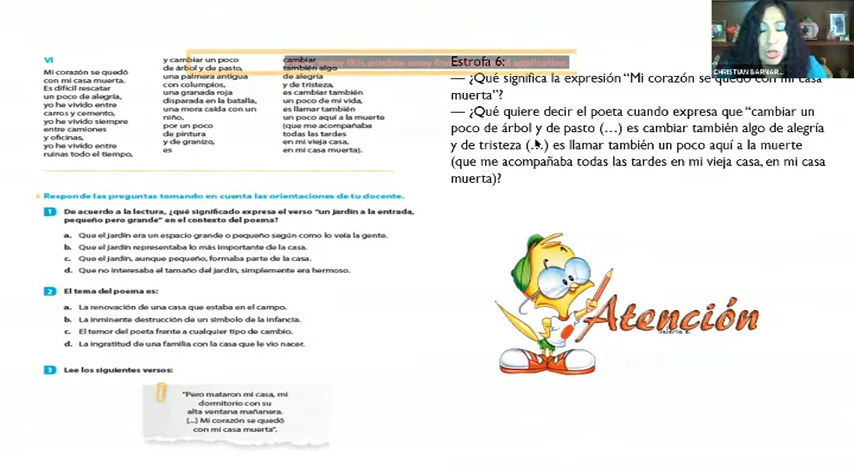 VI
Mi corazón se quedó
con mi casa muerta.
Es difícil rescatar
un poco de alegría,
yo he vivido entre
carros y cemento,
yo he vivido siempre
entre camiones
y oficinas,
yo he vivido entre
ruinas todo el tiempo,
y cambiar un poco
de árbol y de pasto,
una palmera antigua
con columpios,
una granada roja
disparada en la batalla,
una mora caída con un
niño,
por un poco
de pintura
y de granizo,
es
cambiar
también algo
de alegría
y de tristeza,
es cambiar también
un poco de mi vida,
es llamar también
un poco aquí a la muerte
(que me acompañaba
todas las tardes
en mi vieja casa,
en mi casa muerta).
Responde las preguntas tomando en cuenta las orientaciones de tu docente.
1 De acuerdo a la lectura, ¿qué significado expresa el verso "un jardín a la entrada,
pequeño pero grande" en el contexto del poema?
a. Que el jardín era un espacio grande o pequeño según como lo veía la gente.
b. Que el jardín representaba lo más importante de la casa.
c. Que el jardín, aunque pequeño, formaba parte de la casa.
d. Que no interesaba el tamaño del jardín, simplemente era hermoso.
2 El tema del poema es:
a. La renovación de una casa que estaba en el campo.
b. La inminente destrucción de un símbolo de la infancia.
c. El temor del poeta frente a cualquier tipo de cambio.
d. La ingratitud de una familia con la casa que le vio nacer.
3 Lee los siguientes versos:
"Pero mataron mi casa, mi
dormitorio con su
alta ventana mañanera.
[...] Mi corazón se quedó
con mi casa muerta".
this window away application.
Estrofa 6:
— ¿Qué significa la expresión "Mi corazón se quedó con mi casa
muerta"?
— ¿Qué quiere decir el poeta cuando expresa que "cambiar un
poco de árbol y de pasto (…) es cambiar también algo de alegría
y de tristeza (…) es llamar también un poco aquí a la muerte
(que me acompañaba todas las tardes en mi vieja casa, en mi casa
muerta)?
Atención
CHRISTIAN BARNAR...